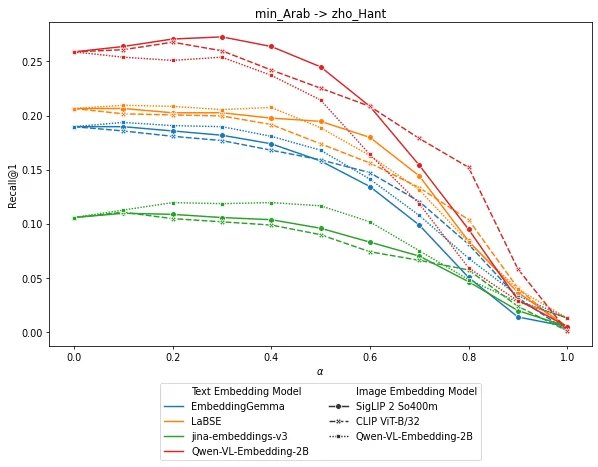 min_Arab -> zho_Hant
Recall@1
0.25
0.20
0.15
0.10
0.05
0.00
0.0 0.2 0.4 0.6 0.8 1.0
α
Text Embedding Model
EmbeddingGemma
LaBSE
jina-embeddings-v3
Qwen-VL-Embedding-2B
Image Embedding Model
SigLIP 2 So400m
CLIP ViT-B/32
Qwen-VL-Embedding-2B